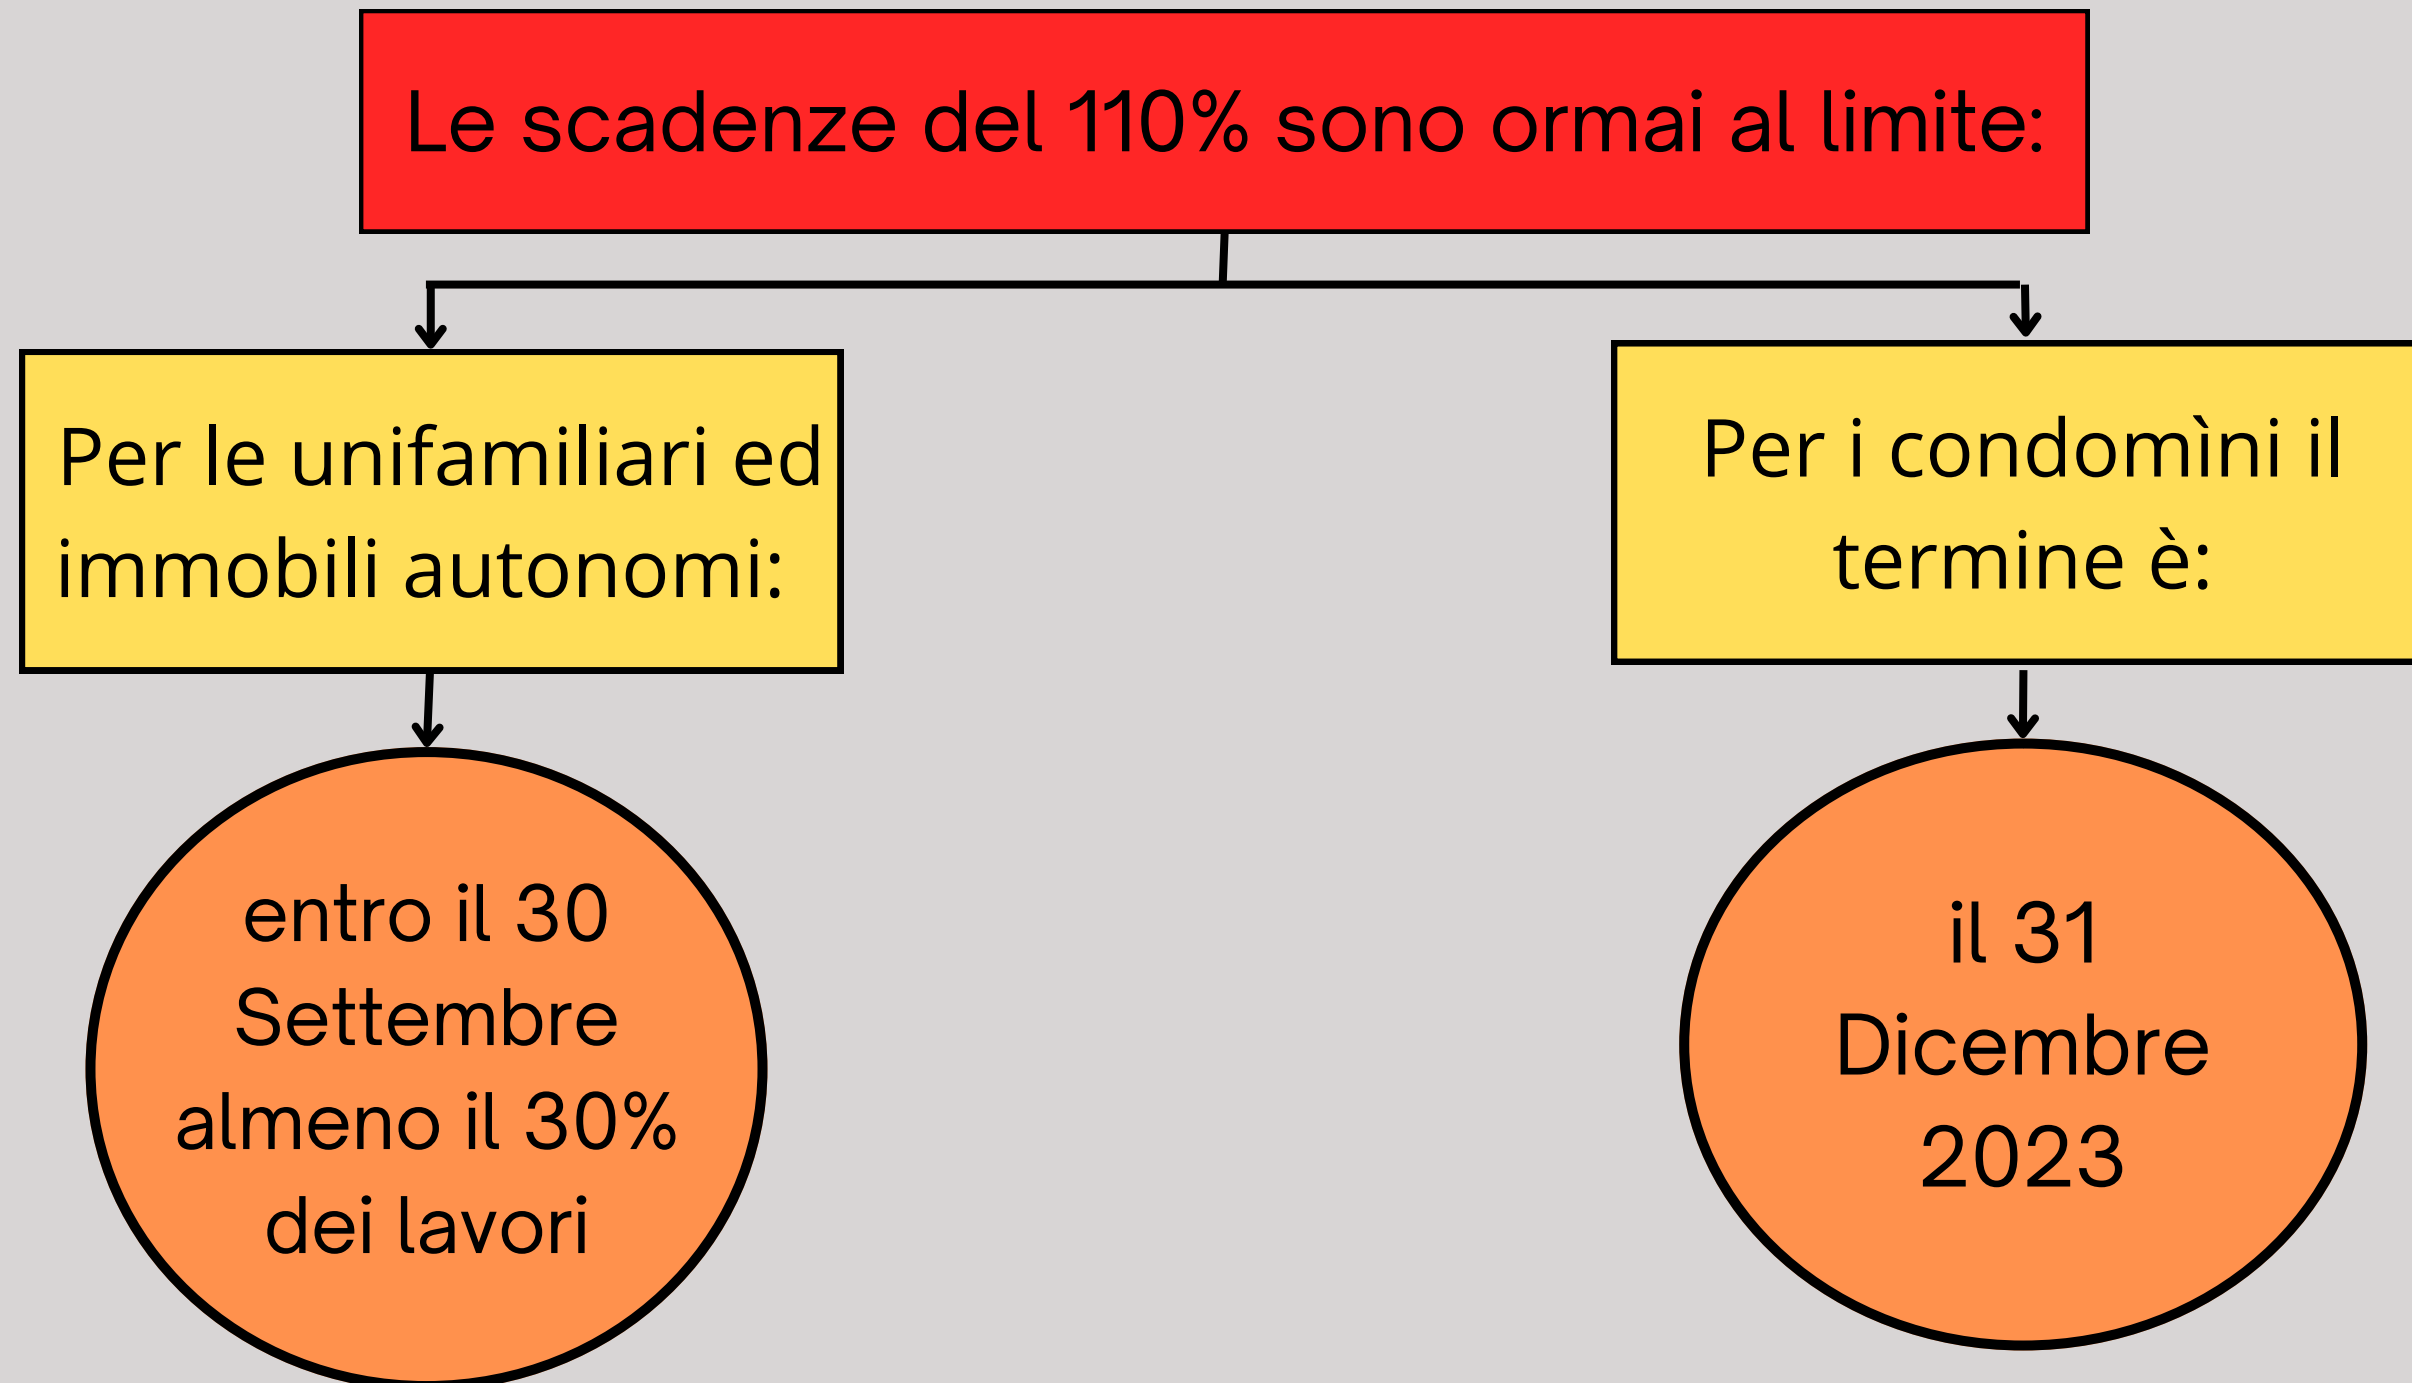 Le scadenze del 110% sono ormai al limite:
Per le unifamiliari ed
immobili autonomi:
Per i condomìni il
termine è:
entro il 30
Settembre
almeno il 30%
dei lavori
il 31
Dicembre
2023